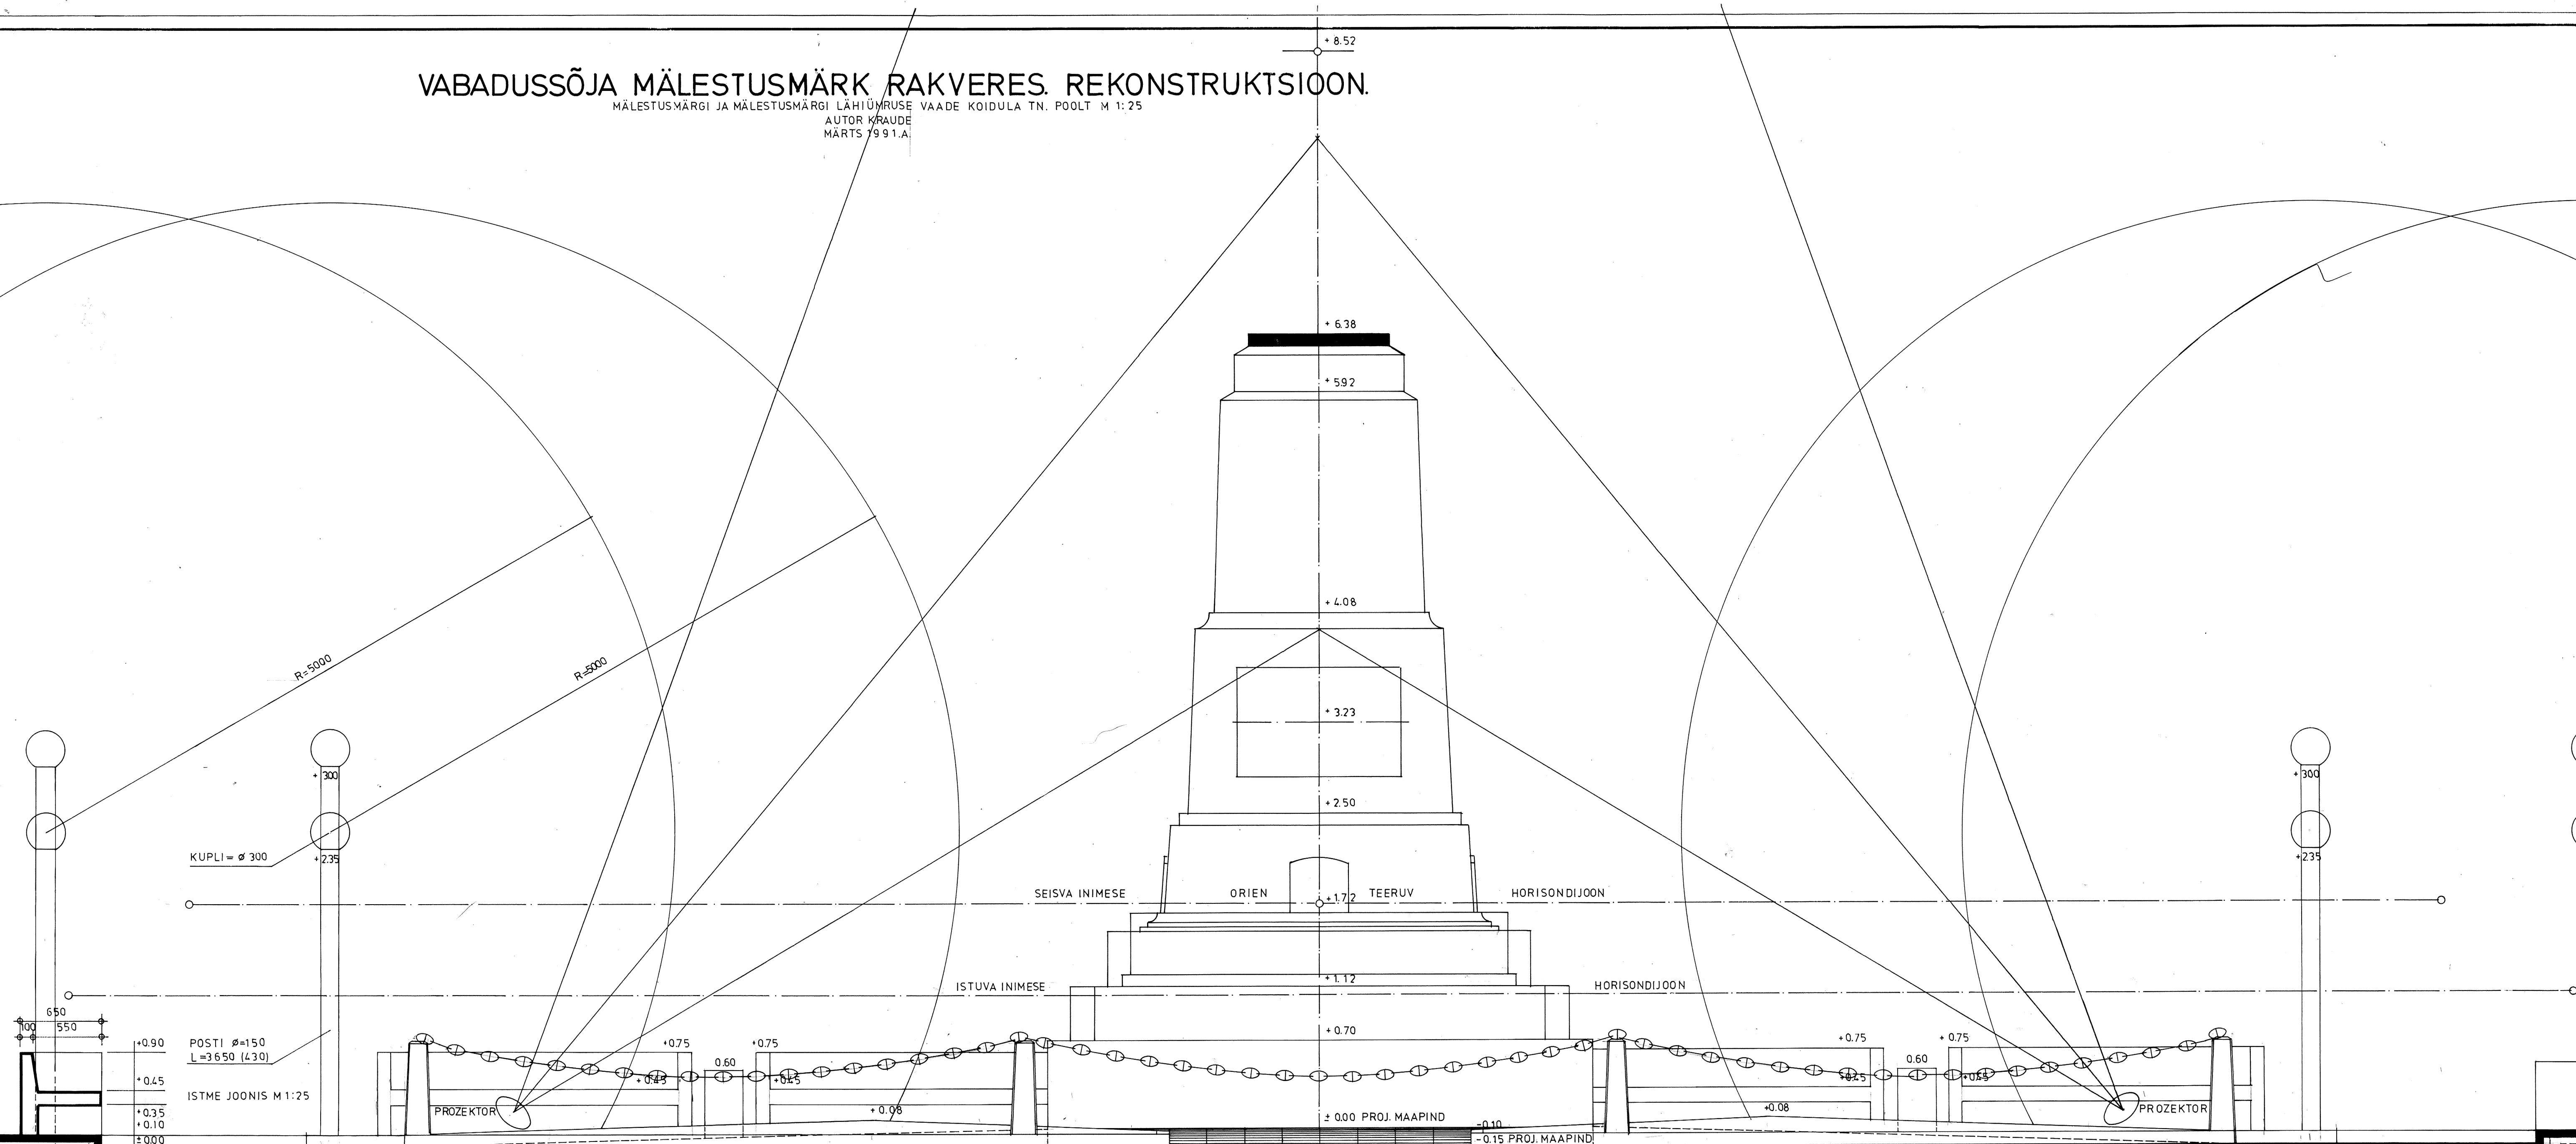 + 8.52
VABADUSSÕJA MÄLESTUSMÄRK RAKVERES. REKONSTRUKTSIOON.
MÄLESTUSMÄRGI JA MÄLESTUSMÄRGI LÄHIÜMRUSE VAADE KOIDULA TN. POOLT M 1:25
AUTOR KRAUDE
MÄRTS 1991.A.
+ 6.38
+ 5.92
+ 4.08
R=5000
R=5000
+ 3.23
+ 300
+ 300
+ 2.50
KUPLI = ø 300
+ 2.35
+ 235
SEISVA INIMESE ORIEN TEERUV HORISONDIJOON
+ 1.72
+ 1.12
ISTUVA INIMESE HORISONDIJOON
650
100 550
+ 0.70
+0.90
POSTI ø=150
L=3650 (430)
+0.75 +0.75
+0.75 +0.75
0.60
0.60
+0.45
+0.45 +0.45
+0.45 +0.45
ISTME JOONIS M 1:25
+0.35
+0.10
±0.00
PROZEKTOR
+0.08
± 0.00 PROJ. MAAPIND
-0.10
-0.15 PROJ. MAAPIND
+0.08
PROZEKTOR